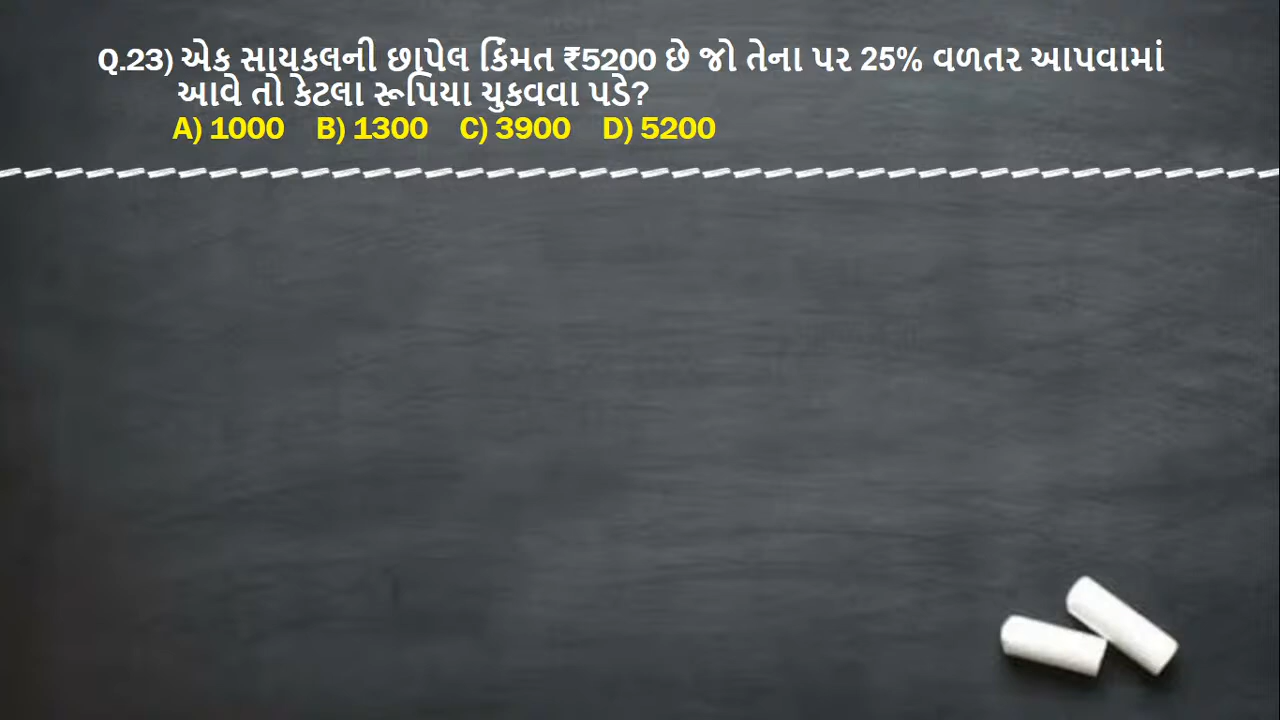 Q.23) એક સાયકલની છાપેલ કિંમત ₹5200 છે જો તેના પર 25% વળતર આપવામાં
આવે તો કેટલા રૂપિયા ચુકવવા પડે?
A) 1000 B) 1300 C) 3900 D) 5200